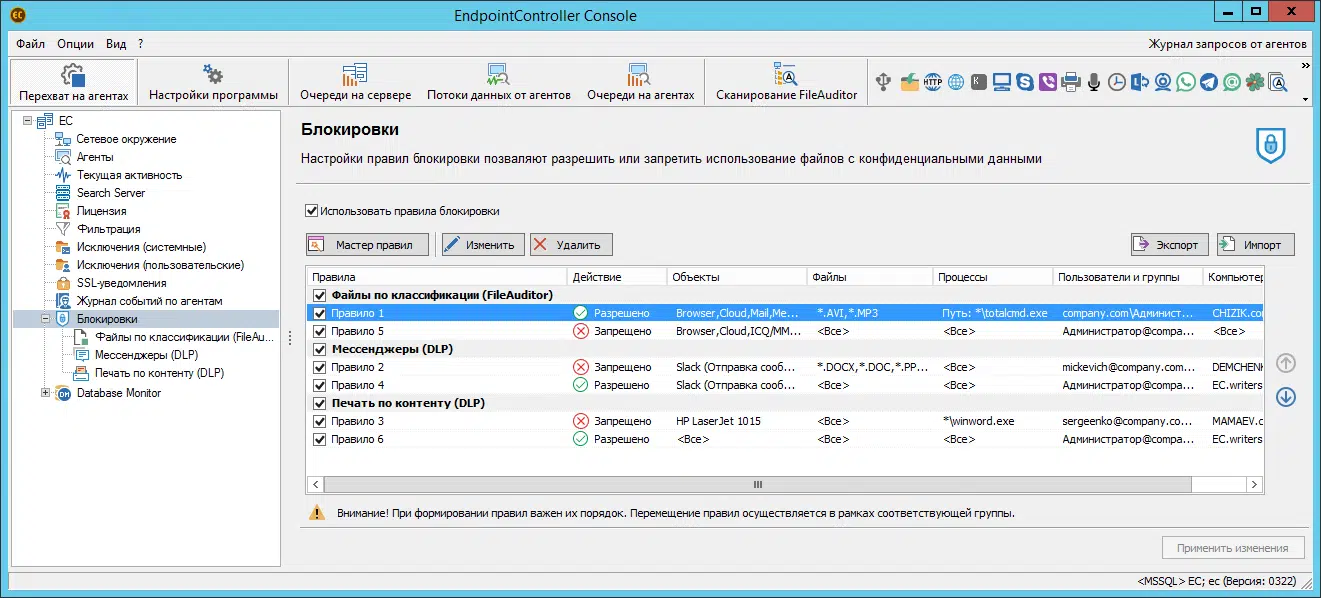 EC EndpointController Console
Файл Опции Вид ? Журнал запросов от агентов
Перехват на агентах Настройки программы Очереди на сервере Потоки данных от агентов Очереди на агентах Сканирование FileAuditor HTTP
EC
Сетевое окружение
Агенты
Текущая активность
Search Server
Лицензия
Фильтрация
Исключения (системные)
Исключения (пользовательские)
SSL-уведомления
Журнал событий по агентам
Блокировки
Файлы по классификации (FileAu...
Мессенджеры (DLP)
Печать по контенту (DLP)
Database Monitor
Блокировки
Настройки правил блокировки позваляют разрешить или запретить использование файлов с конфиденциальными данными
Использовать правила блокировки
Мастер правил Изменить Удалить Экспорт Импорт
Правила Действие Объекты Файлы Процессы Пользователи и группы Компьютер
Файлы по классификации (FileAuditor)
Правило 1 Разрешено Browser,Cloud,Mail,Me... *.AVI,*.MP3 Путь: *\totalcmd.exe company.com\Админист... CHIZIK.co
Правило 5 Запрещено Browser,Cloud,ICQ/MM... <Все> <Все> Администратор@compa... <Все>
Мессенджеры (DLP)
Правило 2 Запрещено Slack (Отправка сооб... *.DOCX,*.DOC,*.PP... <Все> mickevich@company.com... DEMCHEN
Правило 4 Разрешено Slack (Отправка сооб... <Все> <Все> Администратор@compa... EC.writers
Печать по контенту (DLP)
Правило 3 Запрещено HP LaserJet 1015 <Все> *\winword.exe sergeenko@company.co... MAMAEV.c
Правило 6 Разрешено <Все> <Все> <Все> Администратор@compa... EC.writers
Внимание! При формировании правил важен их порядок. Перемещение правил осуществляется в рамках соответствующей группы.
Применить изменения
<MSSQL> EC; ec (Версия: 0322)